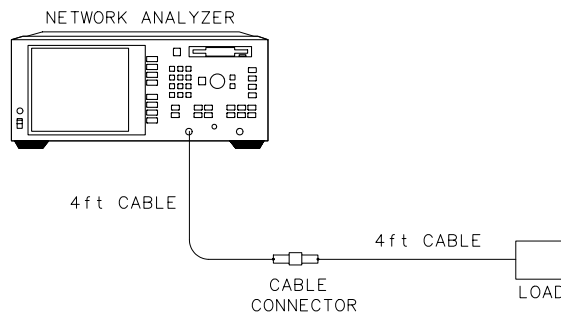 NETWORK ANALYZER
4ft CABLE
4ft CABLE
CABLE
CONNECTOR
LOAD